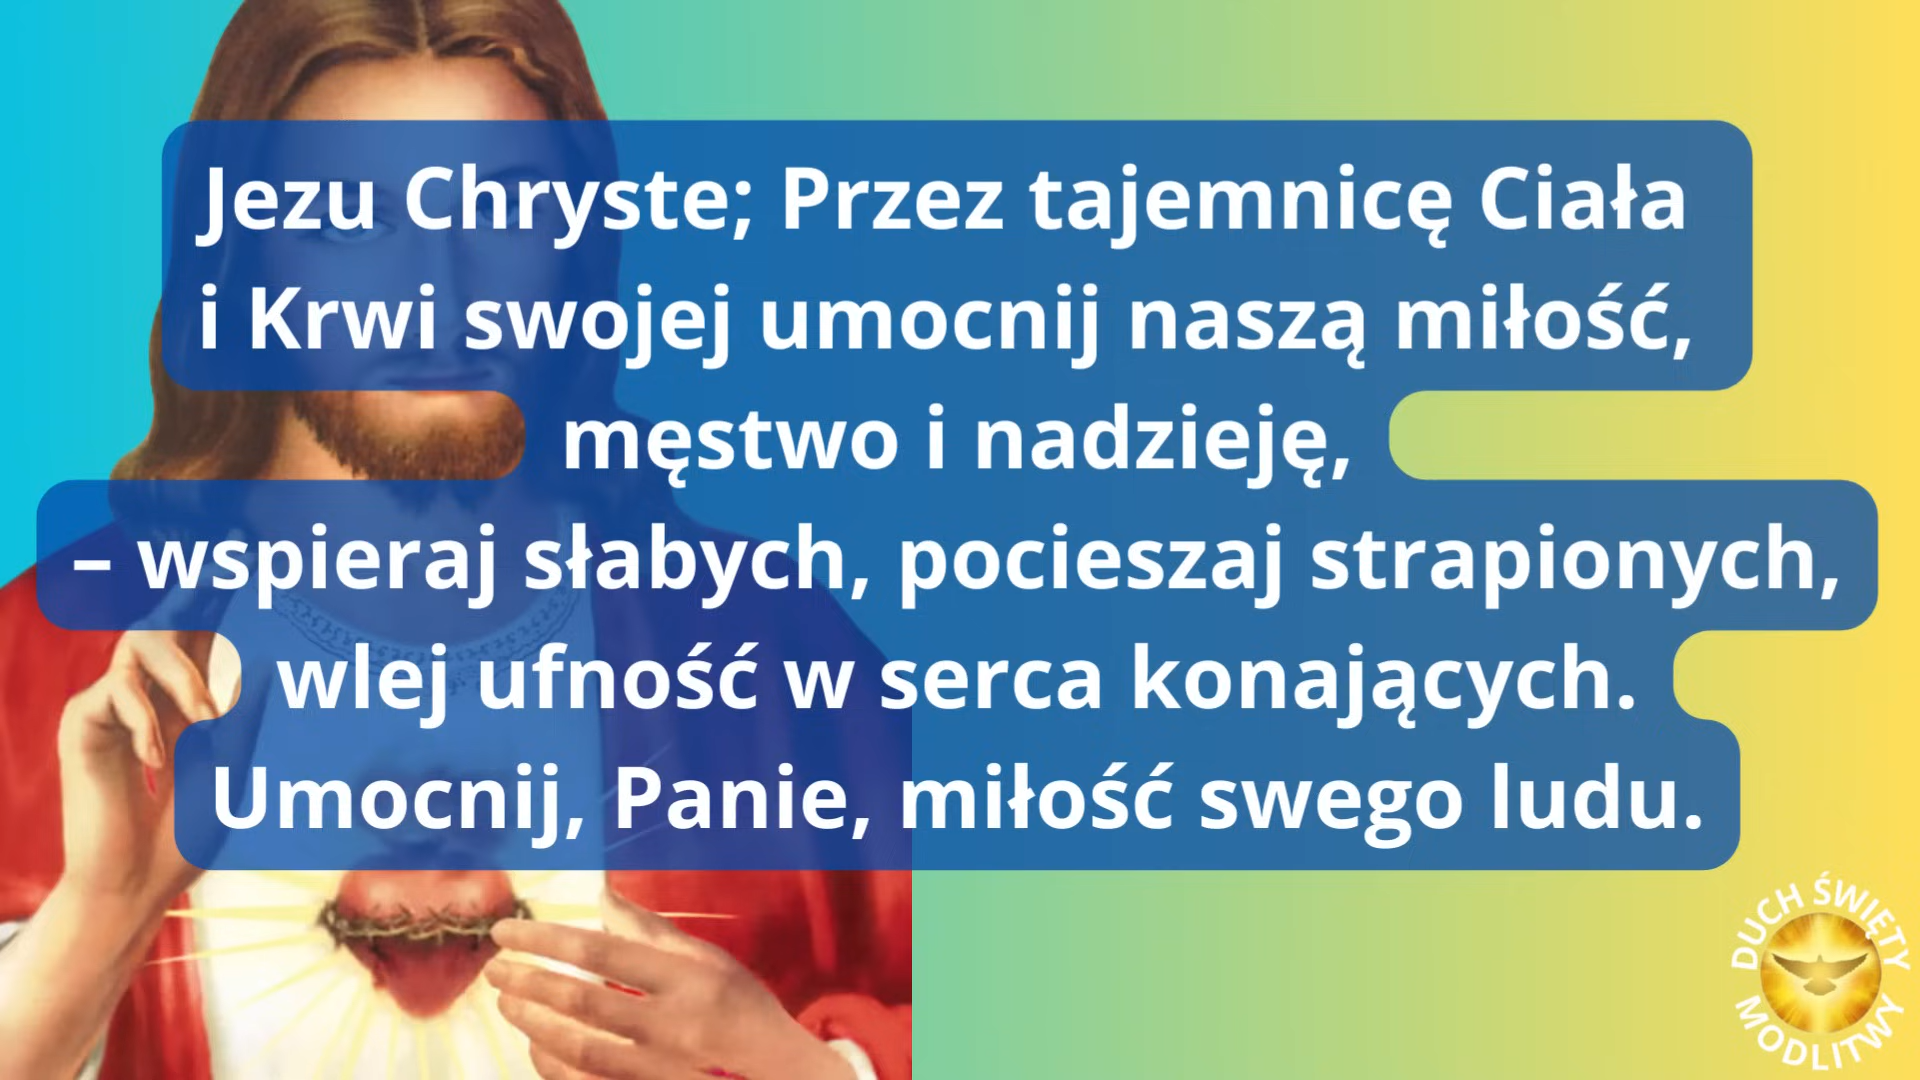 Jezu Chryste; Przez tajemnicę Ciała
i Krwi swojej umocnij naszą miłość,
męstwo i nadzieję,
– wspieraj słabych, pocieszaj strapionych,
wlej ufność w serca konających.
Umocnij, Panie, miłość swego ludu.
DUCH ŚWIĘTY
MODLITWY